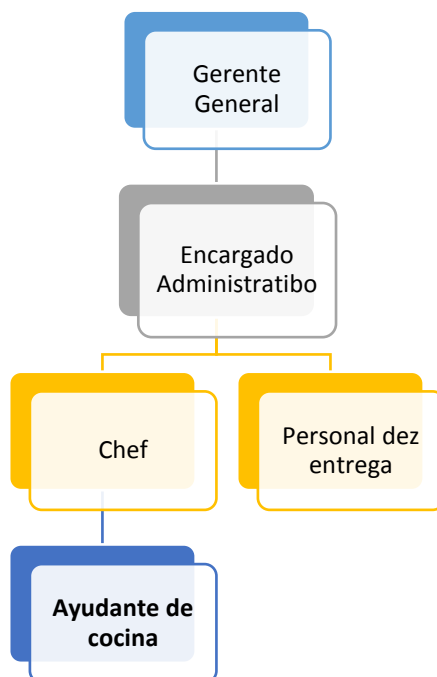 Gerente
General
Encargado
Administratibo
Chef
Personal dez
entrega
Ayudante de
cocina